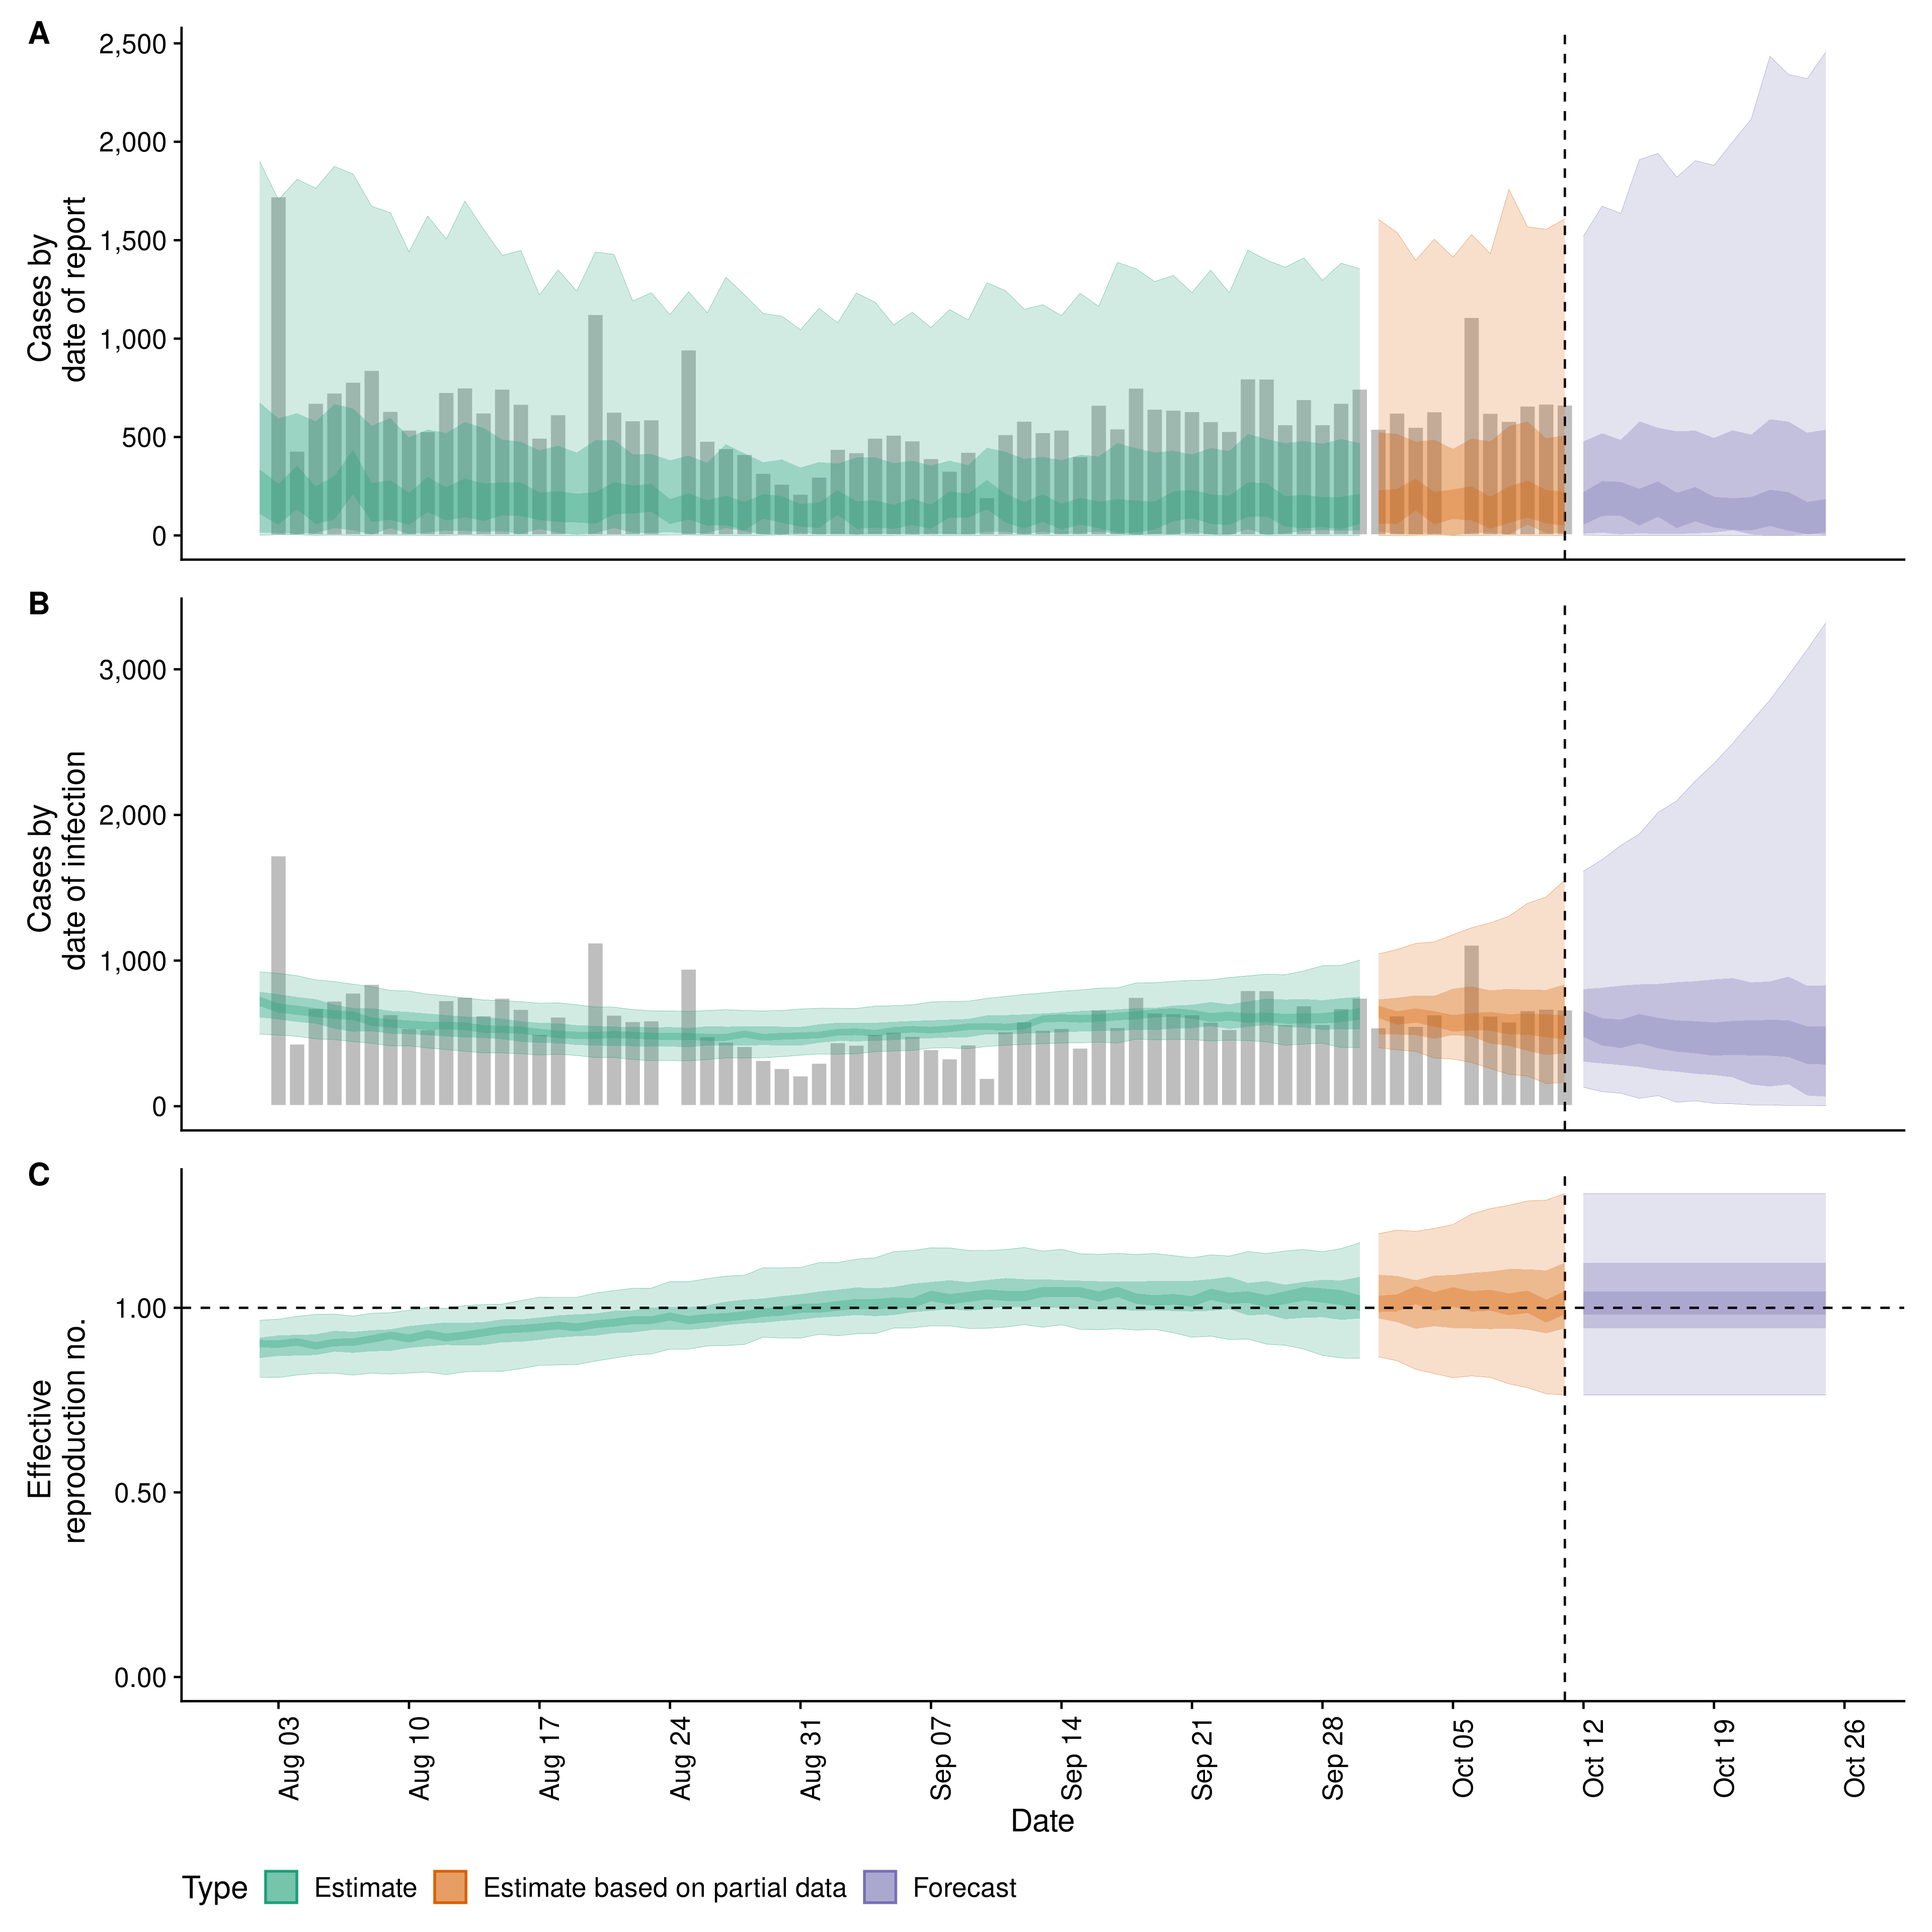 A
2,500
2,000
1,500
1,000
500
0
Cases by
date of report
B
3,000
2,000
1,000
0
Cases by
date of infection
C
1.00
0.50
0.00
Effective
reproduction no.
Aug 03
Aug 10
Aug 17
Aug 24
Aug 31
Sep 07
Sep 14
Sep 21
Sep 28
Oct 05
Oct 12
Oct 19
Oct 26
Date
Type Estimate Estimate based on partial data Forecast